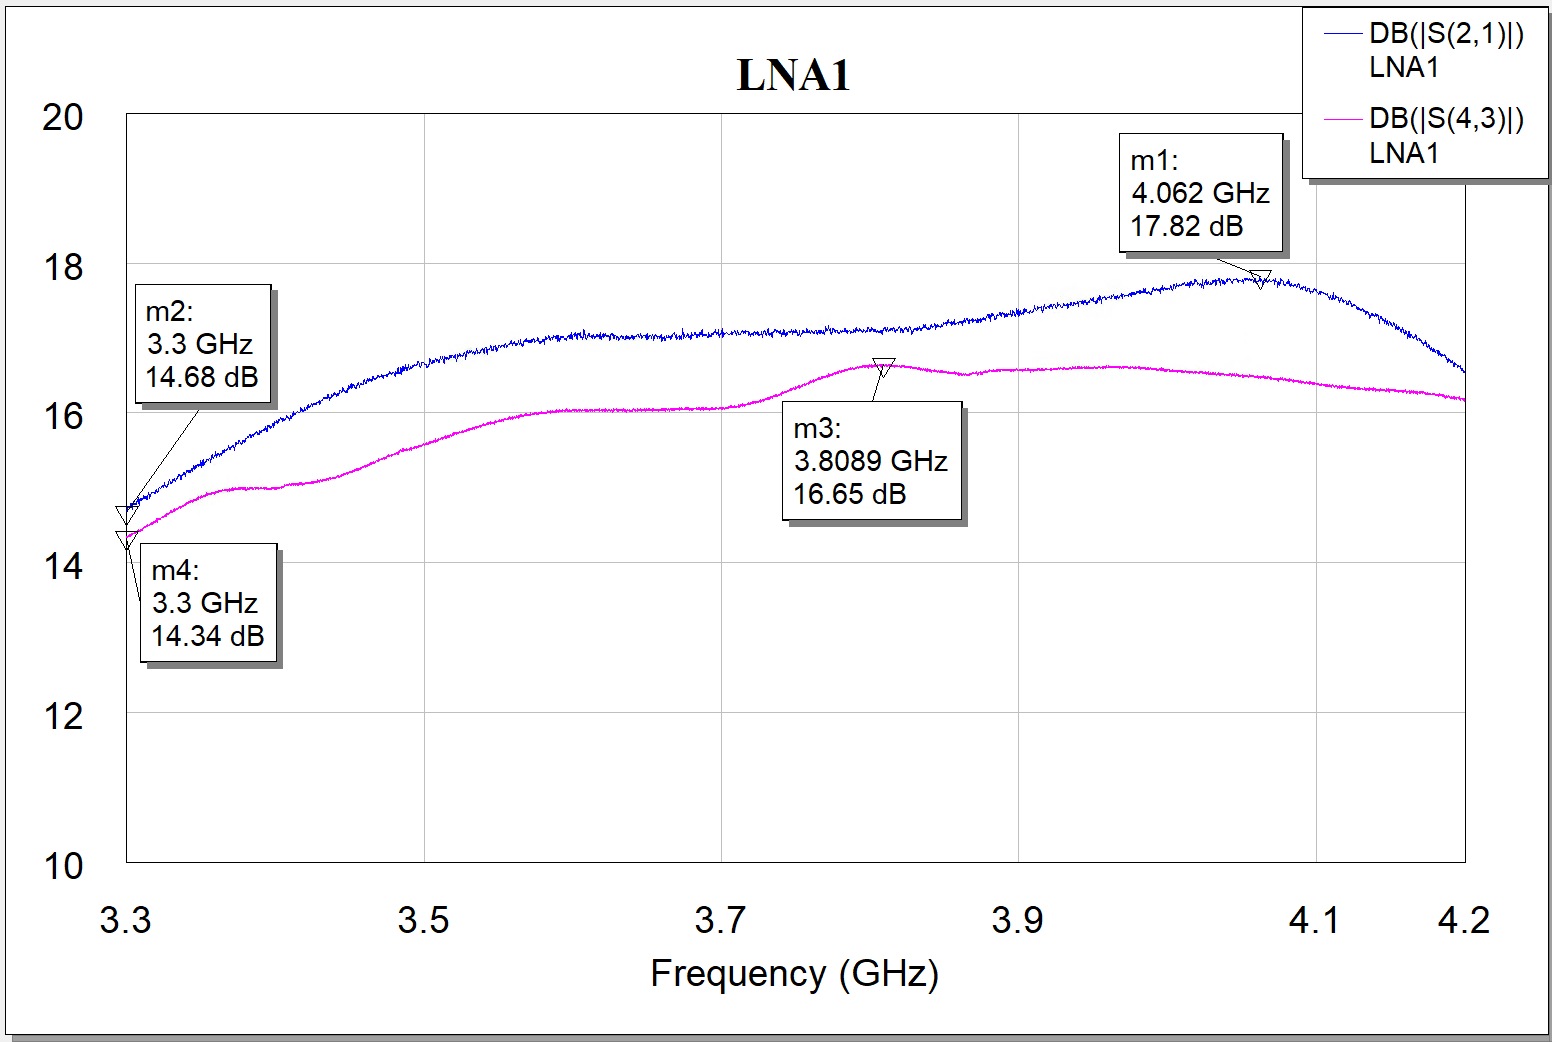 LNA1
DB(|S(2,1)|)
LNA1
DB(|S(4,3)|)
LNA1
m1:
4.062 GHz
17.82 dB
m2:
3.3 GHz
14.68 dB
m3:
3.8089 GHz
16.65 dB
m4:
3.3 GHz
14.34 dB
20
18
16
14
12
10
3.3 3.5 3.7 3.9 4.1 4.2
Frequency (GHz)